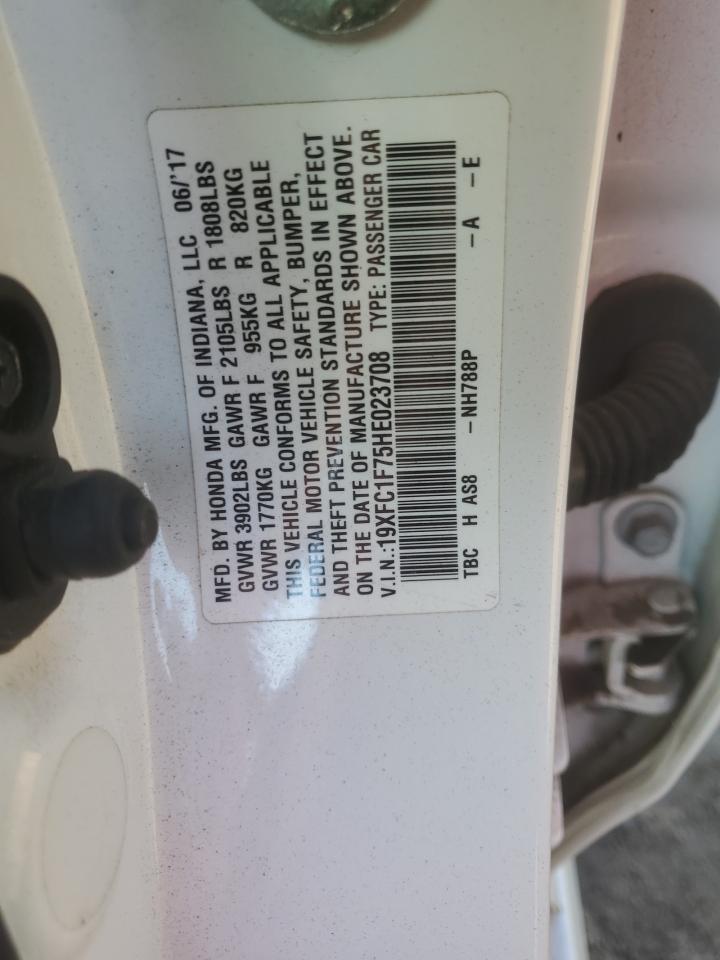 MFD. BY HONDA MFG. OF INDIANA, LLC 06/'17
GVWR 3902LBS GAWR F 2105LBS R 1808LBS
GVWR 1770KG GAWR F 955KG R 820KG
THIS VEHICLE CONFORMS TO ALL APPLICABLE
FEDERAL MOTOR VEHICLE SAFETY, BUMPER,
AND THEFT PREVENTION STANDARDS IN EFFECT
ON THE DATE OF MANUFACTURE SHOWN ABOVE.
V.I.N.:19XFC1F75HE023708 TYPE: PASSENGER CAR
TBC H AS8 -NH788P -A -E